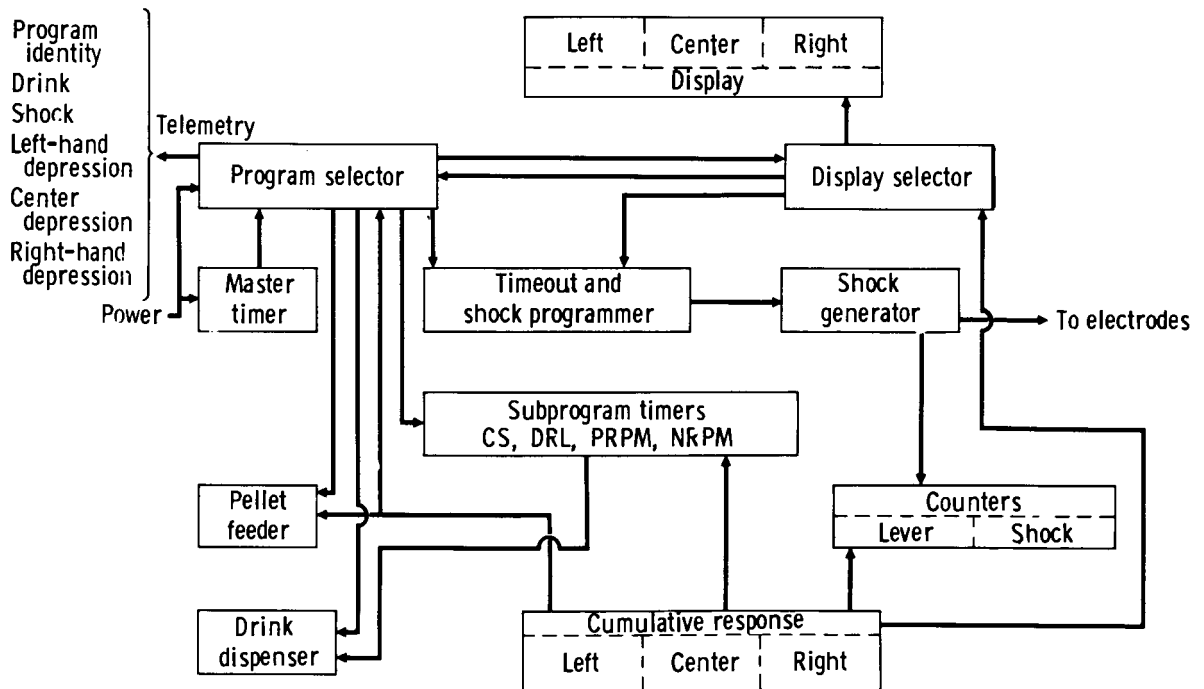 Program
identity
Drink
Shock
Left-hand
depression
Center
depression
Right-hand
depression
Telemetry
Power
Left Center Right
Display
Program selector
Display selector
Master
timer
Timeout and
shock programmer
Shock
generator
To electrodes
Subprogram timers
CS, DRL, PRPM, NRPM
Pellet
feeder
Counters
Lever Shock
Drink
dispenser
Cumulative response
Left Center Right